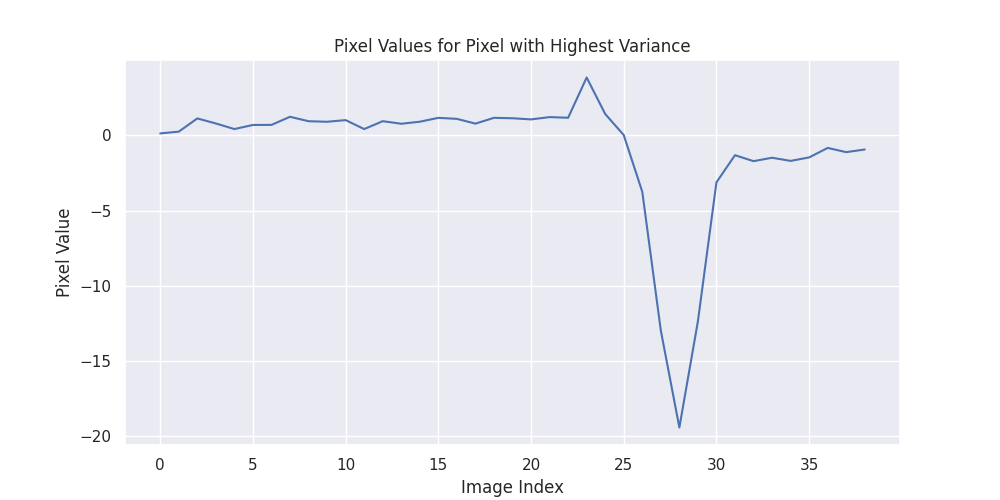 Pixel Values for Pixel with Highest Variance
0
−5
−10
−15
−20
Pixel Value
0 5 10 15 20 25 30 35
Image Index